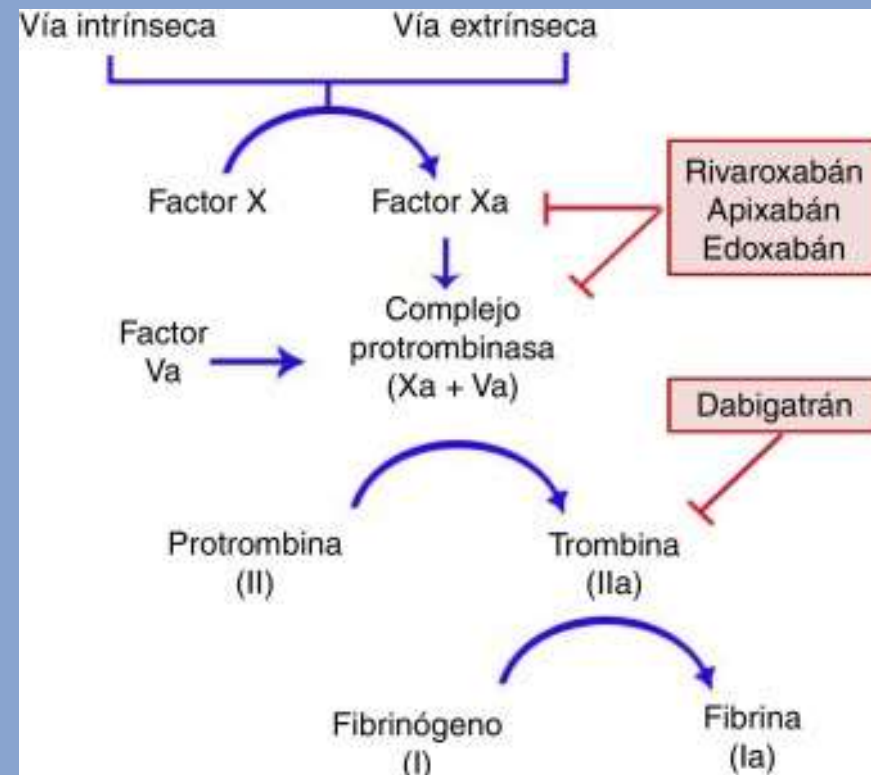 Vía intrínseca
Vía extrínseca
Factor X
Factor Xa
Rivaroxabán
Apixabán
Edoxabán
Factor
Va
Complejo
protrombinasa
(Xa + Va)
Dabigatrán
Protrombina
(II)
Trombina
(IIa)
Fibrinógeno
(I)
Fibrina
(Ia)